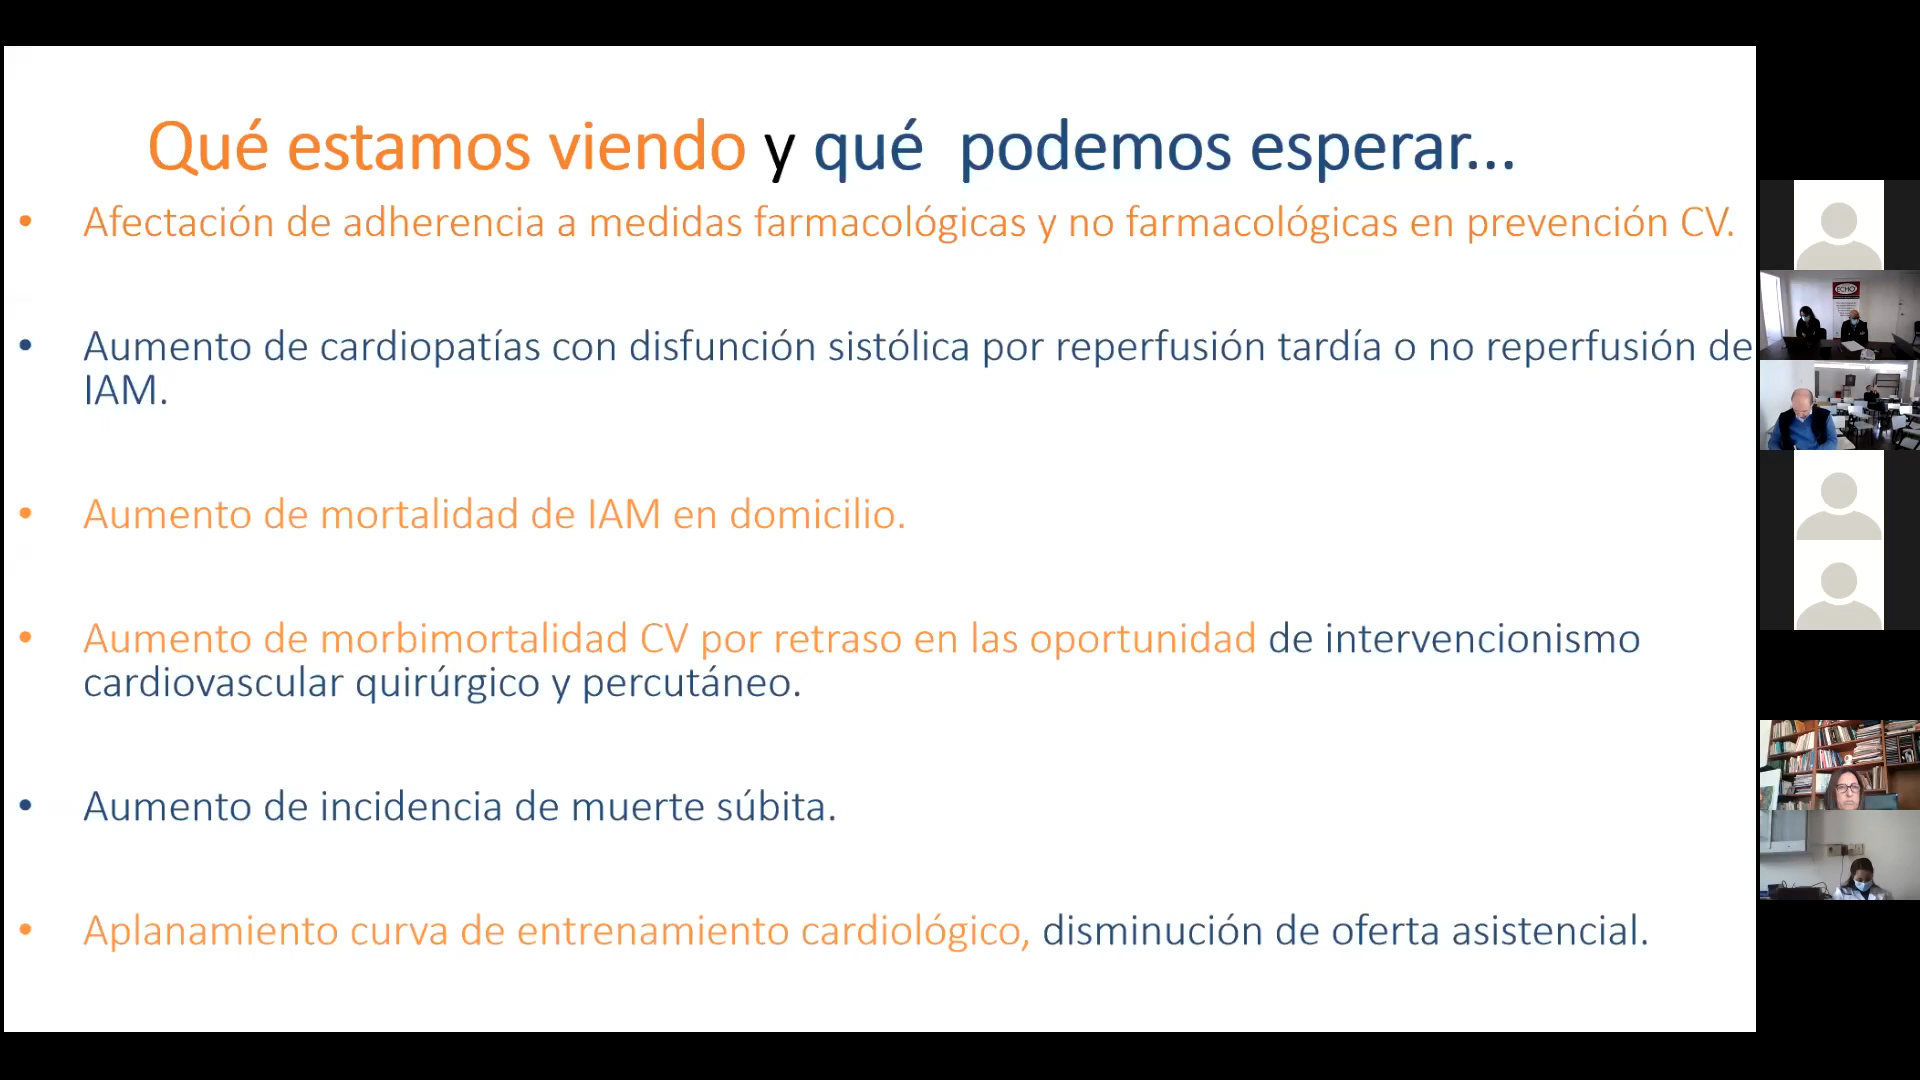 Qué estamos viendo y qué podemos esperar...
• Afectación de adherencia a medidas farmacológicas y no farmacológicas en prevención CV.
• Aumento de cardiopatías con disfunción sistólica por reperfusión tardía o no reperfusión de
IAM.
• Aumento de mortalidad de IAM en domicilio.
• Aumento de morbimortalidad CV por retraso en las oportunidad de intervencionismo
cardiovascular quirúrgico y percutáneo.
• Aumento de incidencia de muerte súbita.
• Aplanamiento curva de entrenamiento cardiológico, disminución de oferta asistencial.
ECHO